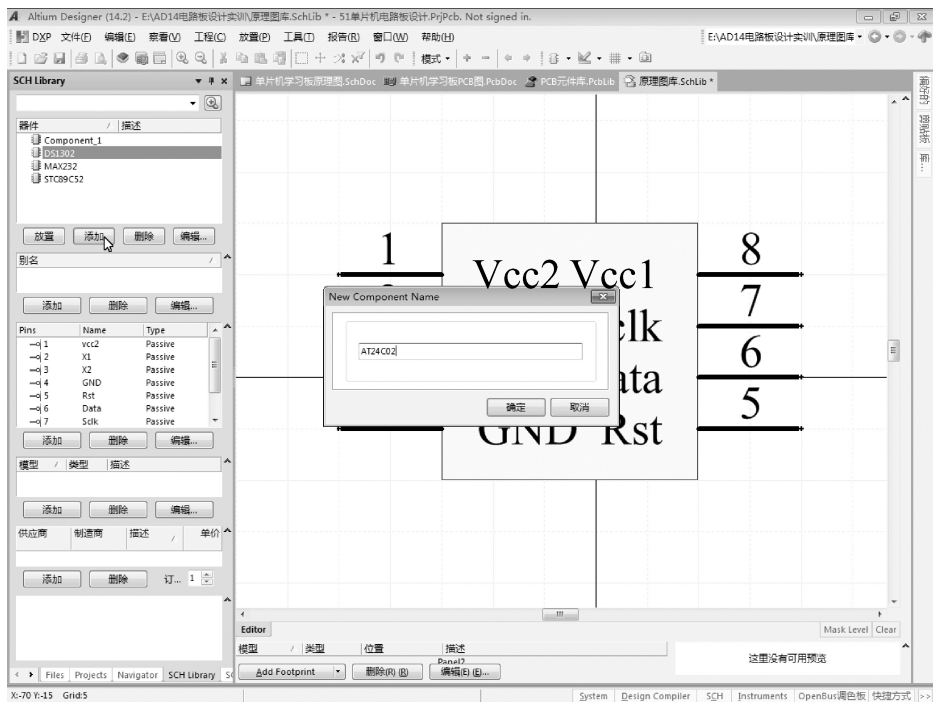 Altium Designer (14.2) - E:\AD14电路板设计实训\原理图库.SchLib * - 51单片机电路板设计.PrjPcb. Not signed in.
DXP 文件(F) 编辑(E) 察看(V) 工程(C) 放置(P) 工具(T) 报告(R) 窗口(W) 帮助(H) E:\AD14电路板设计实训\原理图库
模式
SCH Library 单片机学习板原理图.SchDoc 单片机学习板PCB图.PcbDoc PCB元件库.PcbLib 原理图库.SchLib *
器件 / 描述
Component_1
DS1302
MAX232
STC89C52
放置 添加 删除 编辑...
别名 /
添加 删除 编辑...
Pins Name Type
1 vcc2 Passive
2 X1 Passive
3 X2 Passive
4 GND Passive
5 Rst Passive
6 Data Passive
7 Sclk Passive
添加 删除 编辑...
模型 / 类型 描述
添加 删除 编辑...
供应商 制造商 描述 / 单价
添加 删除 订... 1
1 8
Vcc2 Vcc1
7
clk
6
ata
5
GND Rst
New Component Name
AT24C02
确定 取消
Editor Mask Level Clear
模型 / 类型 位置 描述
Panel2
Add Footprint 删除(R) (R) 编辑(E) (E)...
这里没有可用预览
Files Projects Navigator SCH Library
X:-70 Y:-15 Grid:5 System Design Compiler SCH Instruments OpenBus调色板 快捷方式 >>